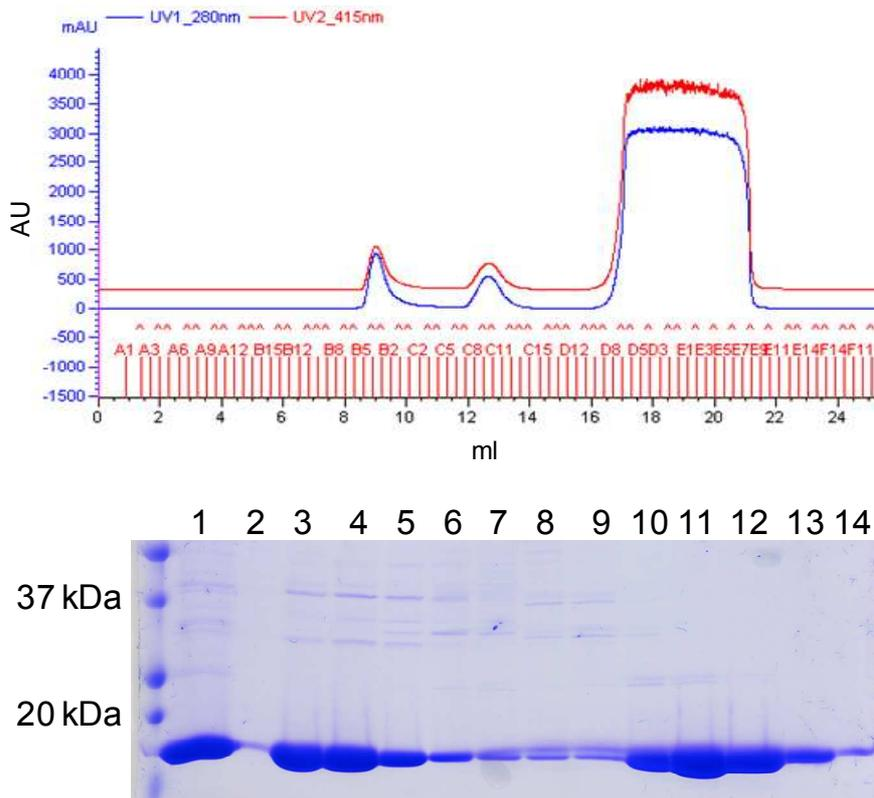 mAU UV1_280nm UV2_415nm
4000
3500
3000
2500
2000
1500
1000
500
0
-500
-1000
-1500
AU
A1 A3 A6 A9 A12 B15 B12 B8 B5 B2 C2 C5 C8 C11 C15 D12 D8 D5 D3 E1 E3 E5 E7 E9 E11 E14 F14 F11
0 2 4 6 8 10 12 14 16 18 20 22 24
ml
1 2 3 4 5 6 7 8 9 10 11 12 13 14
37 kDa
20 kDa